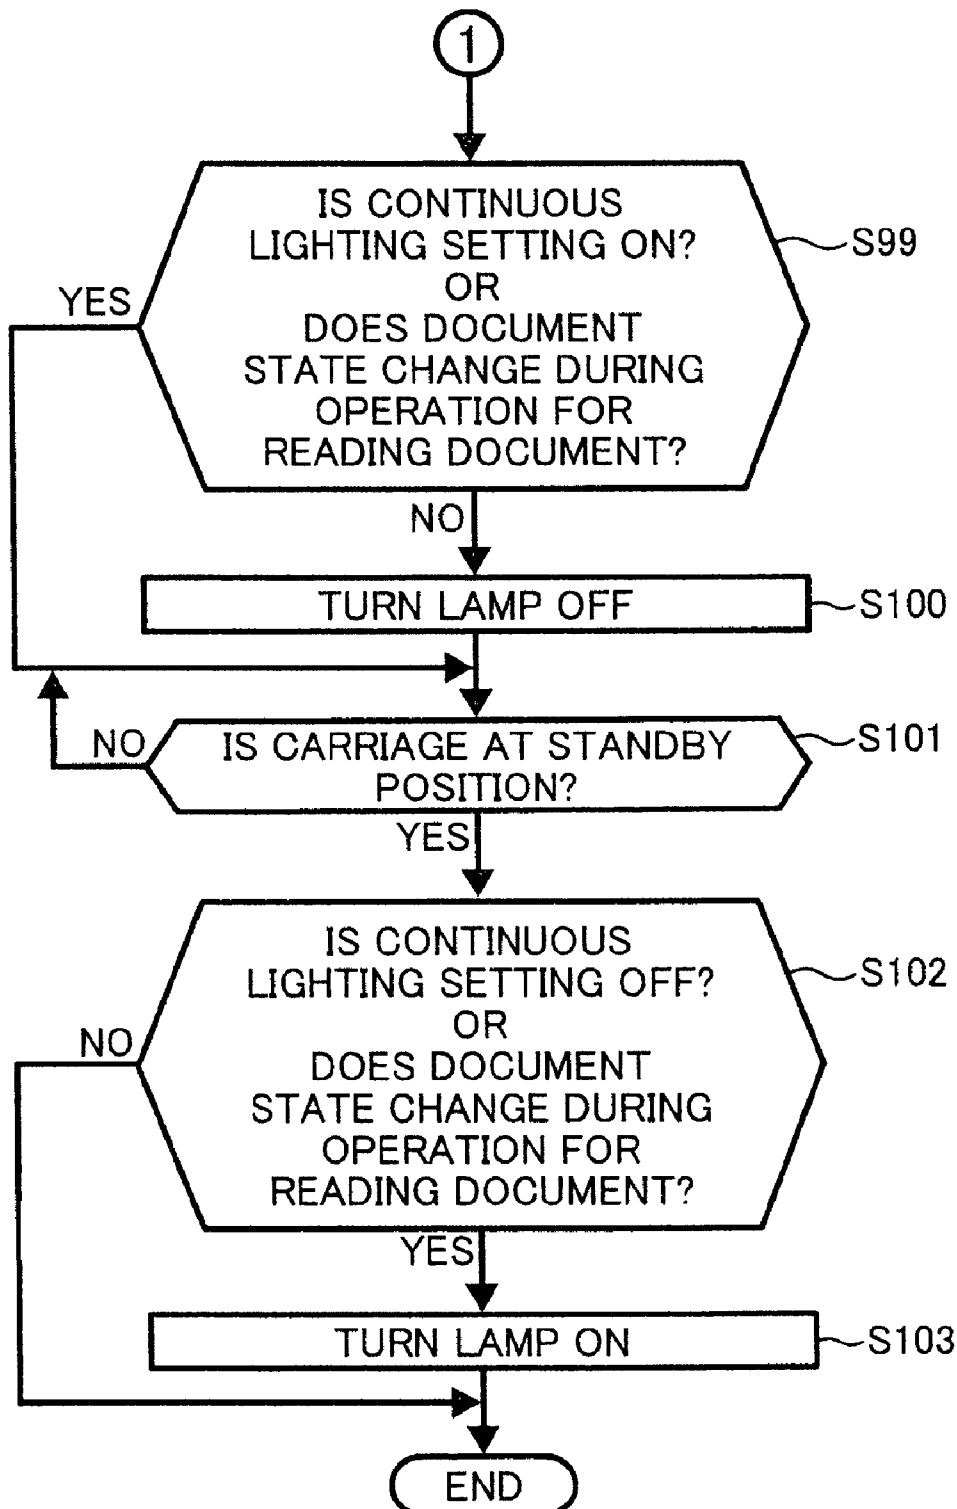 1
IS CONTINUOUS
LIGHTING SETTING ON?
OR
DOES DOCUMENT
STATE CHANGE DURING
OPERATION FOR
READING DOCUMENT?
S99
YES
NO
TURN LAMP OFF
S100
NO
IS CARRIAGE AT STANDBY
POSITION?
S101
YES
IS CONTINUOUS
LIGHTING SETTING OFF?
OR
DOES DOCUMENT
STATE CHANGE DURING
OPERATION FOR
READING DOCUMENT?
S102
NO
YES
TURN LAMP ON
S103
END